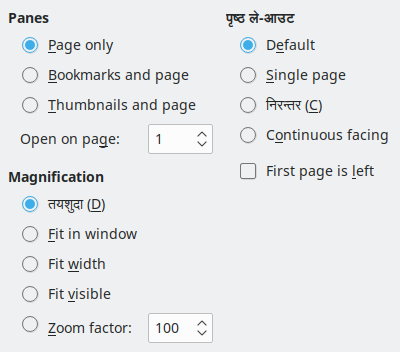 Panes
Page only
Bookmarks and page
Thumbnails and page
Open on page: 1
Magnification
तयशुदा (D)
Fit in window
Fit width
Fit visible
Zoom factor: 100
पृष्ठ ले-आउट
Default
Single page
निरन्तर (C)
Continuous facing
First page is left